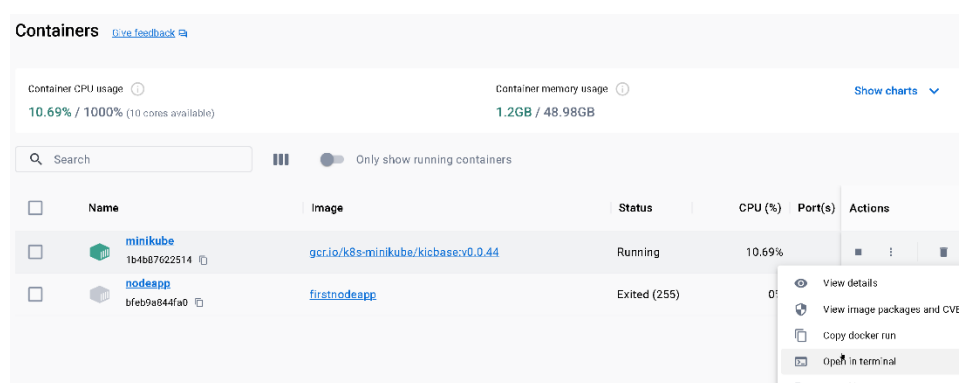 Containers Give feedback
Container CPU usage
10.69% / 1000% (10 cores available)
Container memory usage
1.2GB / 48.98GB
Show charts
Search
Only show running containers
Name Image Status CPU (%) Port(s) Actions
minikube
1b4b87622514
gcr.io/k8s-minikube/kicbase:v0.0.44 Running 10.69%
nodeapp
bfeb9a844fa0
firstnodeapp Exited (255)
View details
View image packages and CVE
Copy docker run
Open in terminal